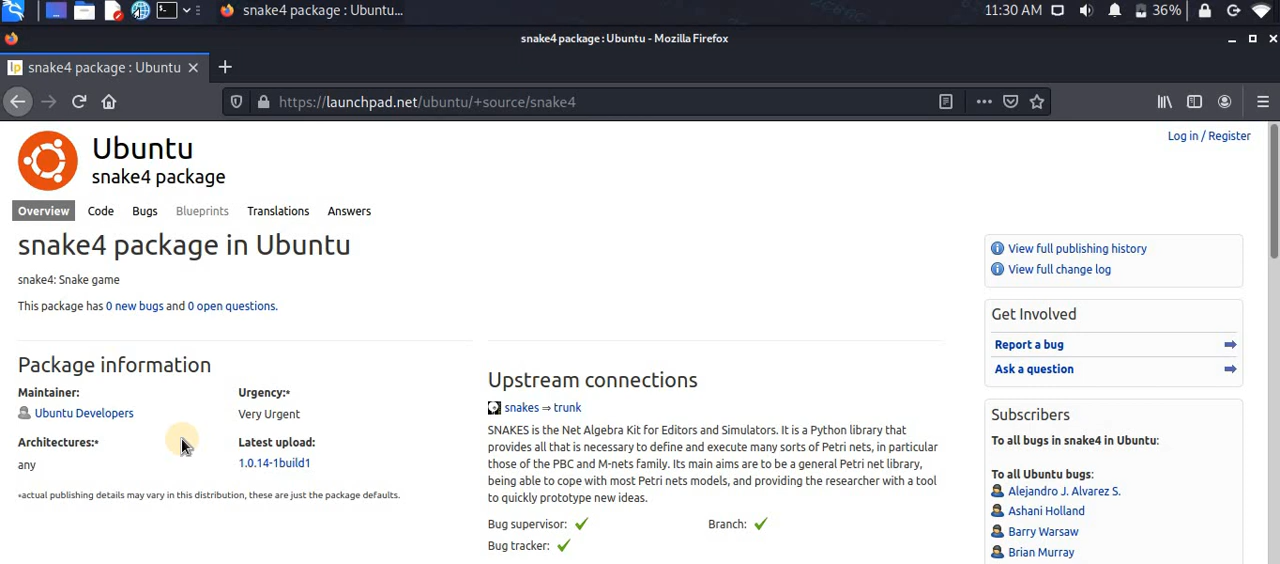 snake4 package : Ubuntu...
11:30 AM
36%
snake4 package : Ubuntu - Mozilla Firefox
lp snake4 package : Ubuntu
https://launchpad.net/ubuntu/+source/snake4
Log in / Register
Ubuntu
snake4 package
Overview Code Bugs Blueprints Translations Answers
snake4 package in Ubuntu
snake4: Snake game
This package has 0 new bugs and 0 open questions.
Package information
Maintainer:
Ubuntu Developers
Urgency:*
Very Urgent
Architectures:*
any
Latest upload:
1.0.14-1build1
*actual publishing details may vary in this distribution, these are just the package defaults.
Upstream connections
snakes ⇒ trunk
SNAKES is the Net Algebra Kit for Editors and Simulators. It is a Python library that
provides all that is necessary to define and execute many sorts of Petri nets, in particular
those of the PBC and M-nets family. Its main aims are to be a general Petri net library,
being able to cope with most Petri nets models, and providing the researcher with a tool
to quickly prototype new ideas.
Bug supervisor:
Branch:
Bug tracker:
View full publishing history
View full change log
Get Involved
Report a bug
Ask a question
Subscribers
To all bugs in snake4 in Ubuntu:
To all Ubuntu bugs:
Alejandro J. Alvarez S.
Ashani Holland
Barry Warsaw
Brian Murray